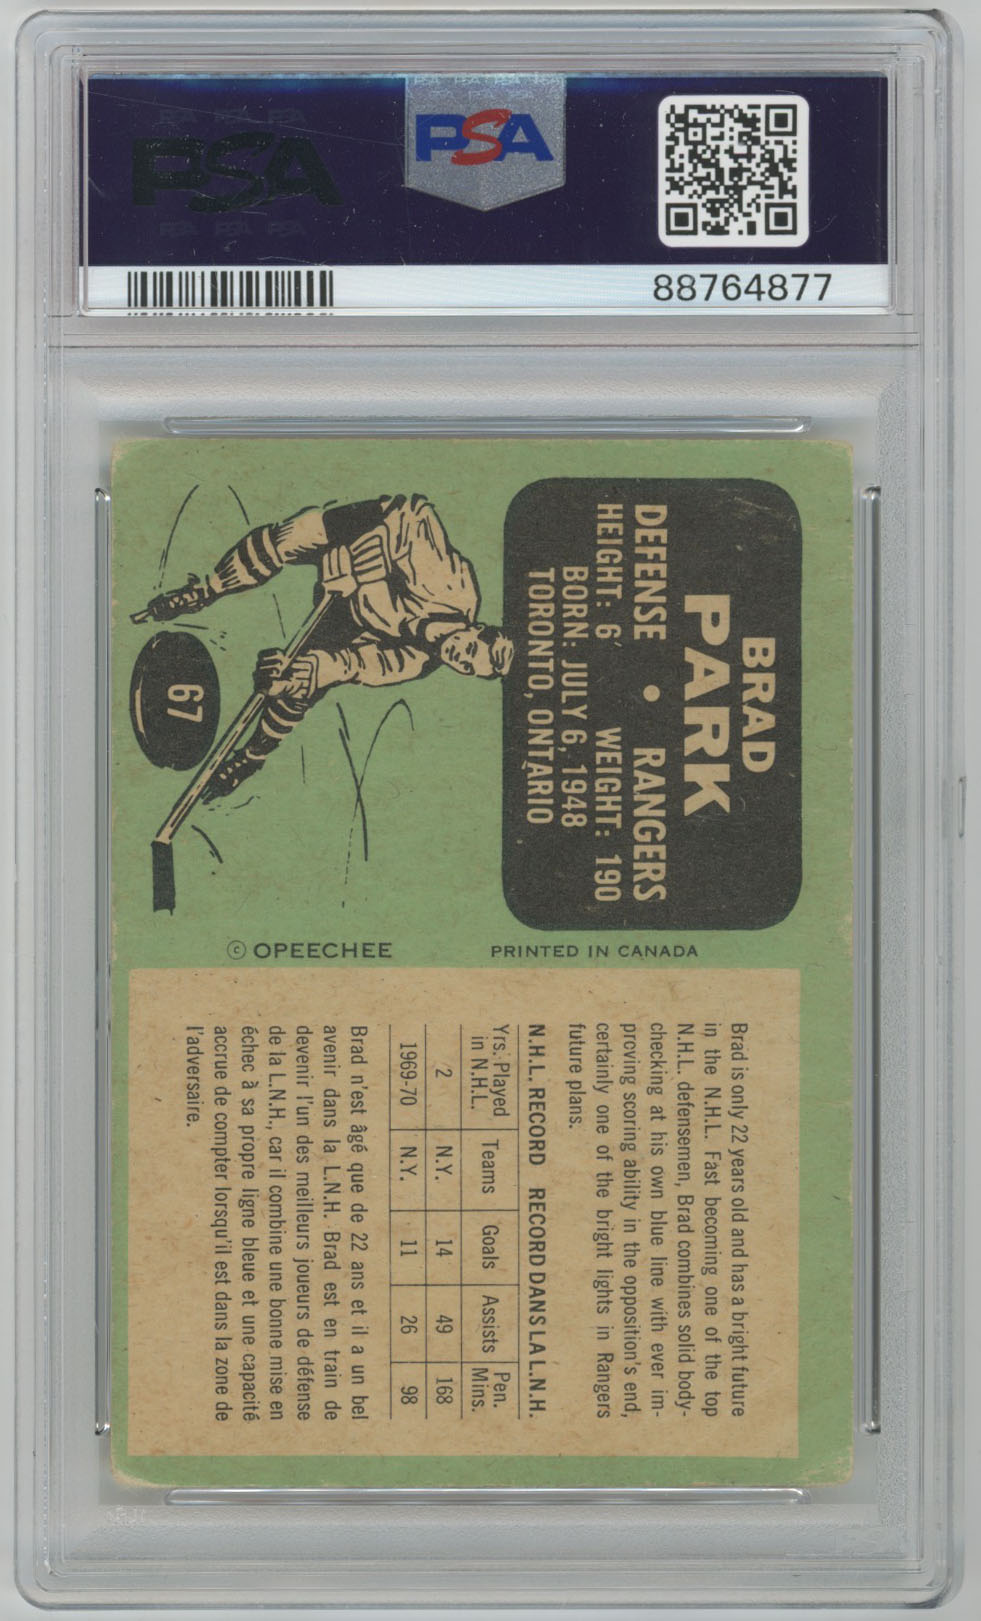 PSA
PSA
88764877
BRAD
PARK
DEFENSE • RANGERS
HEIGHT: 6′ WEIGHT: 190
BORN: JULY 6, 1948
TORONTO, ONTARIO
67
© OPEECHEE
PRINTED IN CANADA
Brad is only 22 years old and has a bright future
in the N.H.L. Fast becoming one of the top
N.H.L. defensemen, Brad combines solid body-
checking at his own blue line with ever im-
proving scoring ability in the opposition's end,
certainly one of the bright lights in Rangers
future plans.
N.H.L. RECORD RECORD DANS LA L.N.H.
Yrs. Played in N.H.L. Teams Goals Assists Pen. Mins.
2 N.Y. 14 49 168
1969-70 N.Y. 11 26 98
Brad n'est âgé que de 22 ans et il a un bel
avenir dans la L.N.H. Brad est en train de
devenir l'un des meilleurs joueurs de défense
de la L.N.H., car il combine une bonne mise en
échec à sa propre ligne bleue et une capacité
accrue de compter lorsqu'il est dans la zone de
l'adversaire.